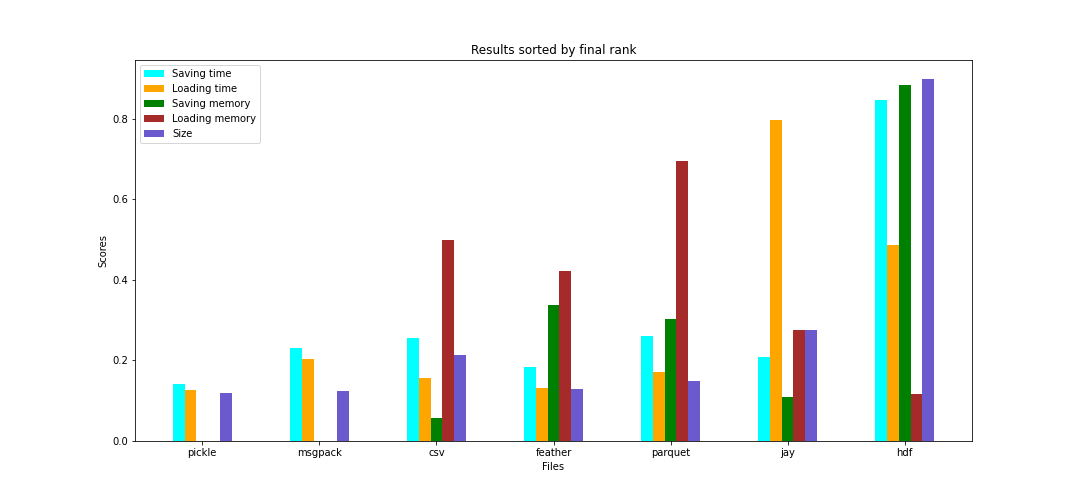 Results sorted by final rank
Saving time
Loading time
Saving memory
Loading memory
Size
0.8
0.6
0.4
0.2
0.0
Scores
pickle msgpack csv feather parquet jay hdf
Files